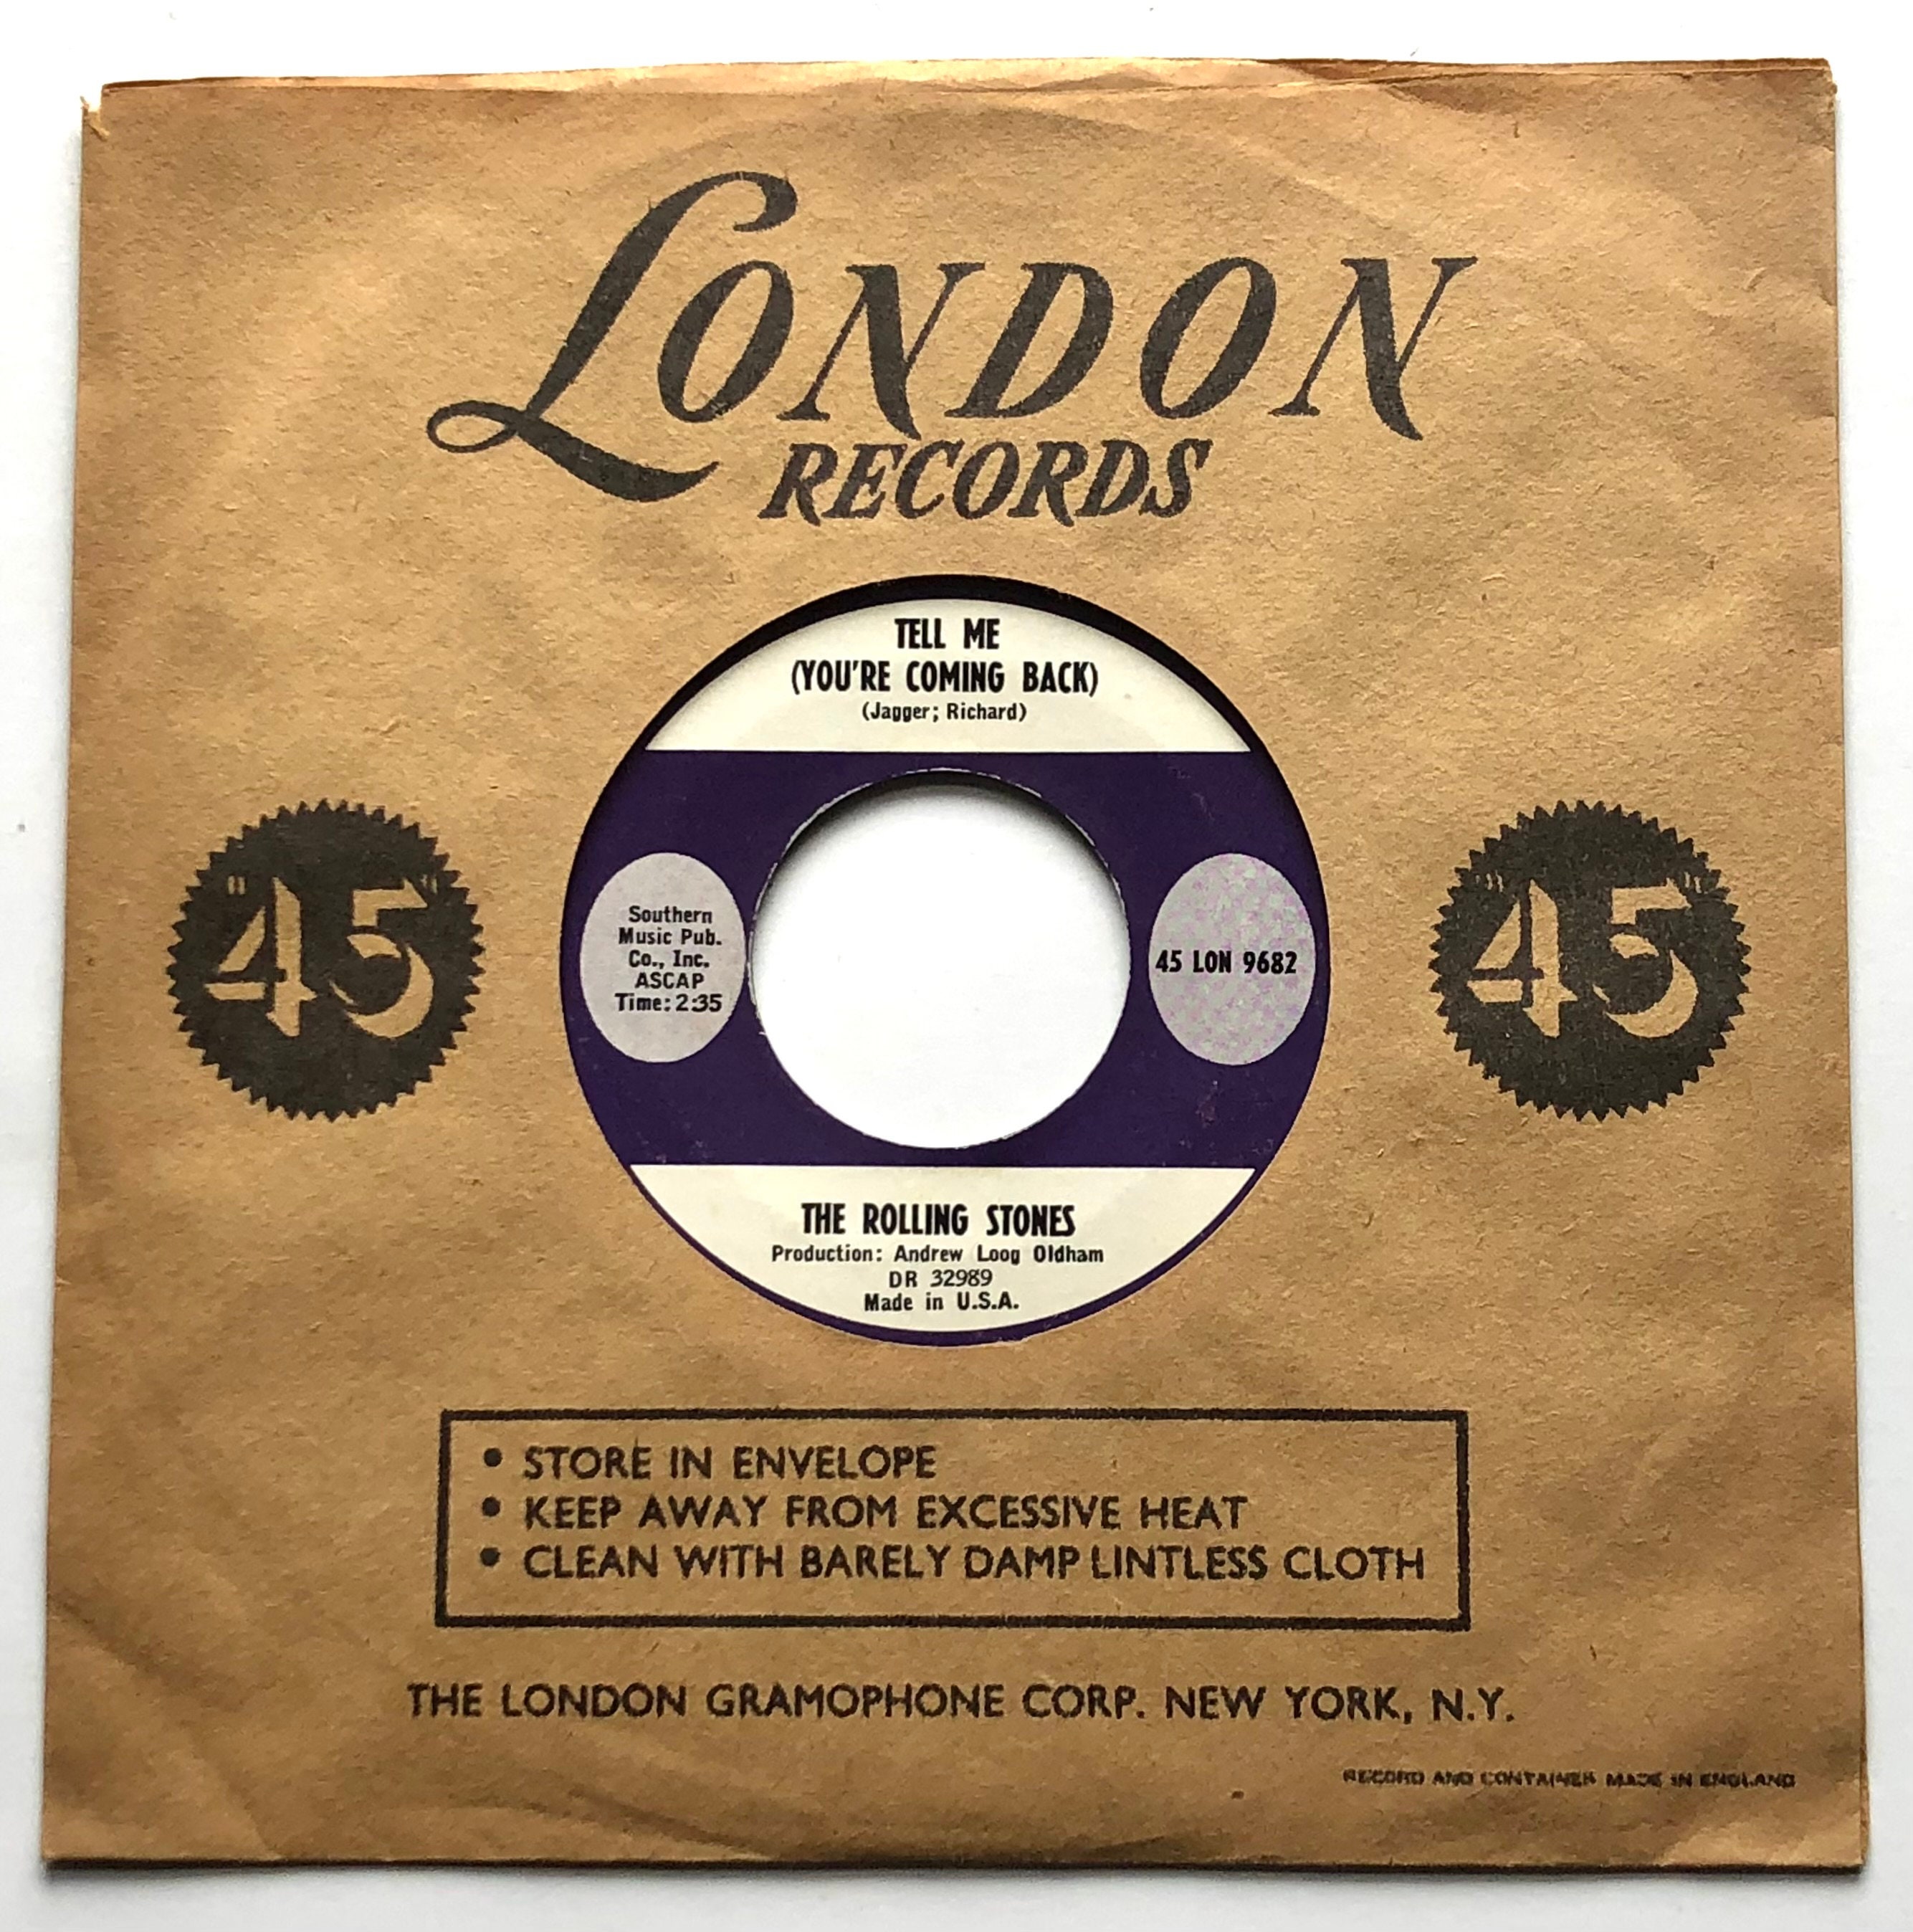 LONDON
RECORDS
TELL ME
(YOU'RE COMING BACK)
(Jagger; Richard)
"45"
Southern
Music Pub.
Co., Inc.
ASCAP
Time: 2:35
45 LON 9682
"45"
THE ROLLING STONES
Production: Andrew Loog Oldham
DR 32989
Made in U.S.A.
• STORE IN ENVELOPE
• KEEP AWAY FROM EXCESSIVE HEAT
• CLEAN WITH BARELY DAMP LINTLESS CLOTH
THE LONDON GRAMOPHONE CORP. NEW YORK, N.Y.
RECORD AND CONTAINER MADE IN ENGLAND